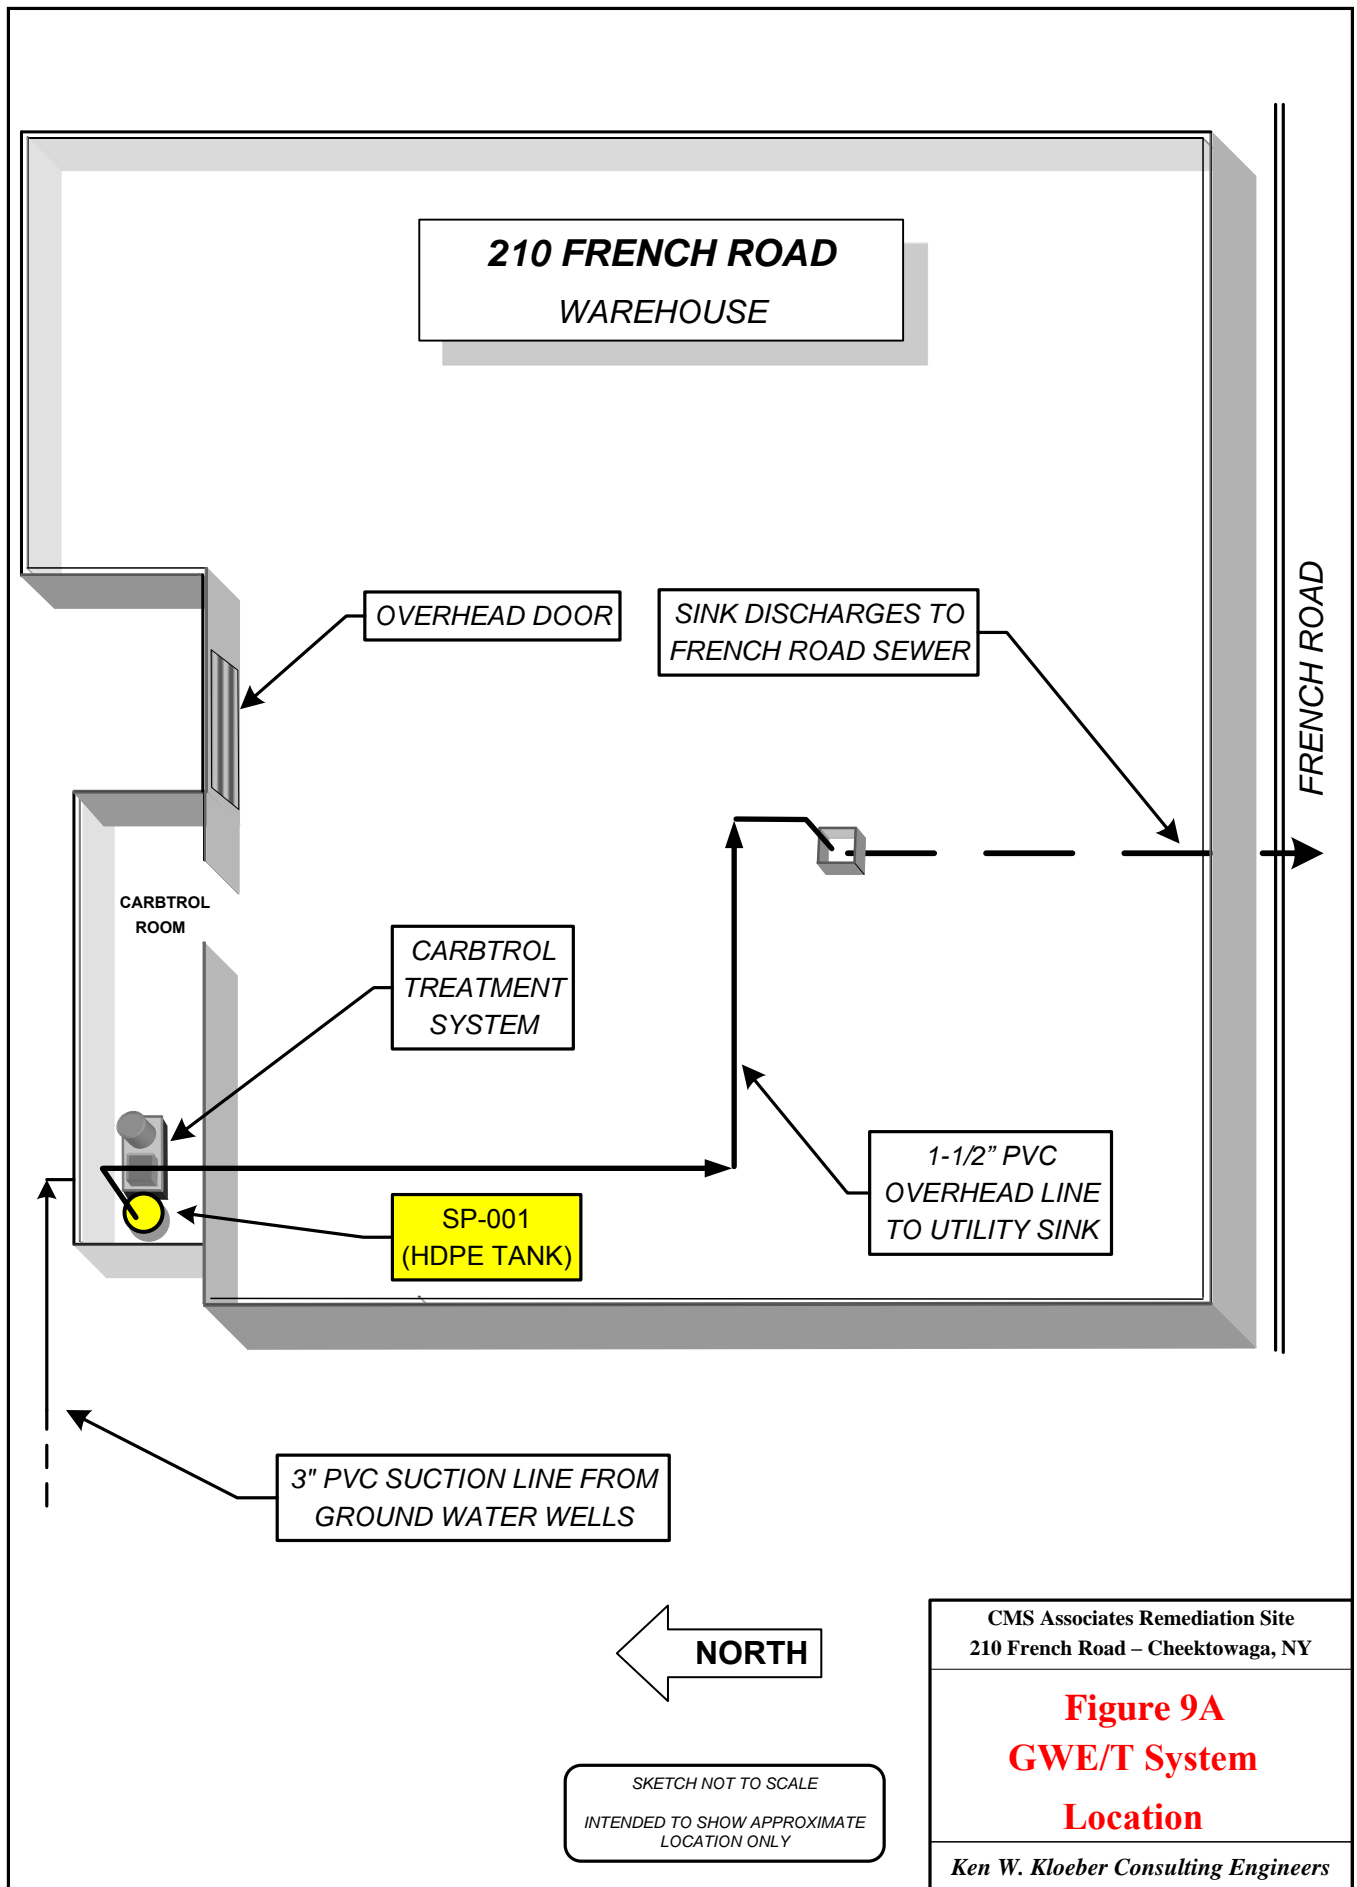 210 FRENCH ROAD
WAREHOUSE
OVERHEAD DOOR
SINK DISCHARGES TO
FRENCH ROAD SEWER
FRENCH ROAD
CARBTROL
ROOM
CARBTROL
TREATMENT
SYSTEM
1-1/2” PVC
OVERHEAD LINE
TO UTILITY SINK
SP-001
(HDPE TANK)
3" PVC SUCTION LINE FROM
GROUND WATER WELLS
NORTH
SKETCH NOT TO SCALE
INTENDED TO SHOW APPROXIMATE
LOCATION ONLY
CMS Associates Remediation Site
210 French Road – Cheektowaga, NY
Figure 9A
GWE/T System
Location
Ken W. Kloeber Consulting Engineers